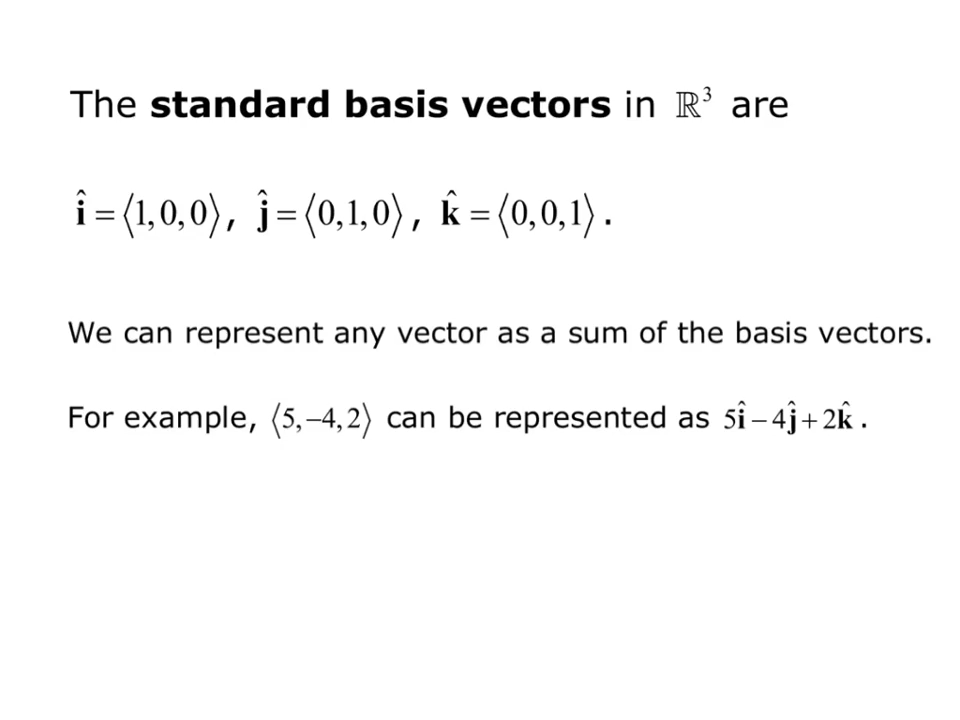 The standard basis vectors in ℝ³ are
î = ⟨1, 0, 0⟩, ĵ = ⟨0, 1, 0⟩, k̂ = ⟨0, 0, 1⟩.
We can represent any vector as a sum of the basis vectors.
For example, ⟨5, −4, 2⟩ can be represented as 5î − 4ĵ + 2k̂.